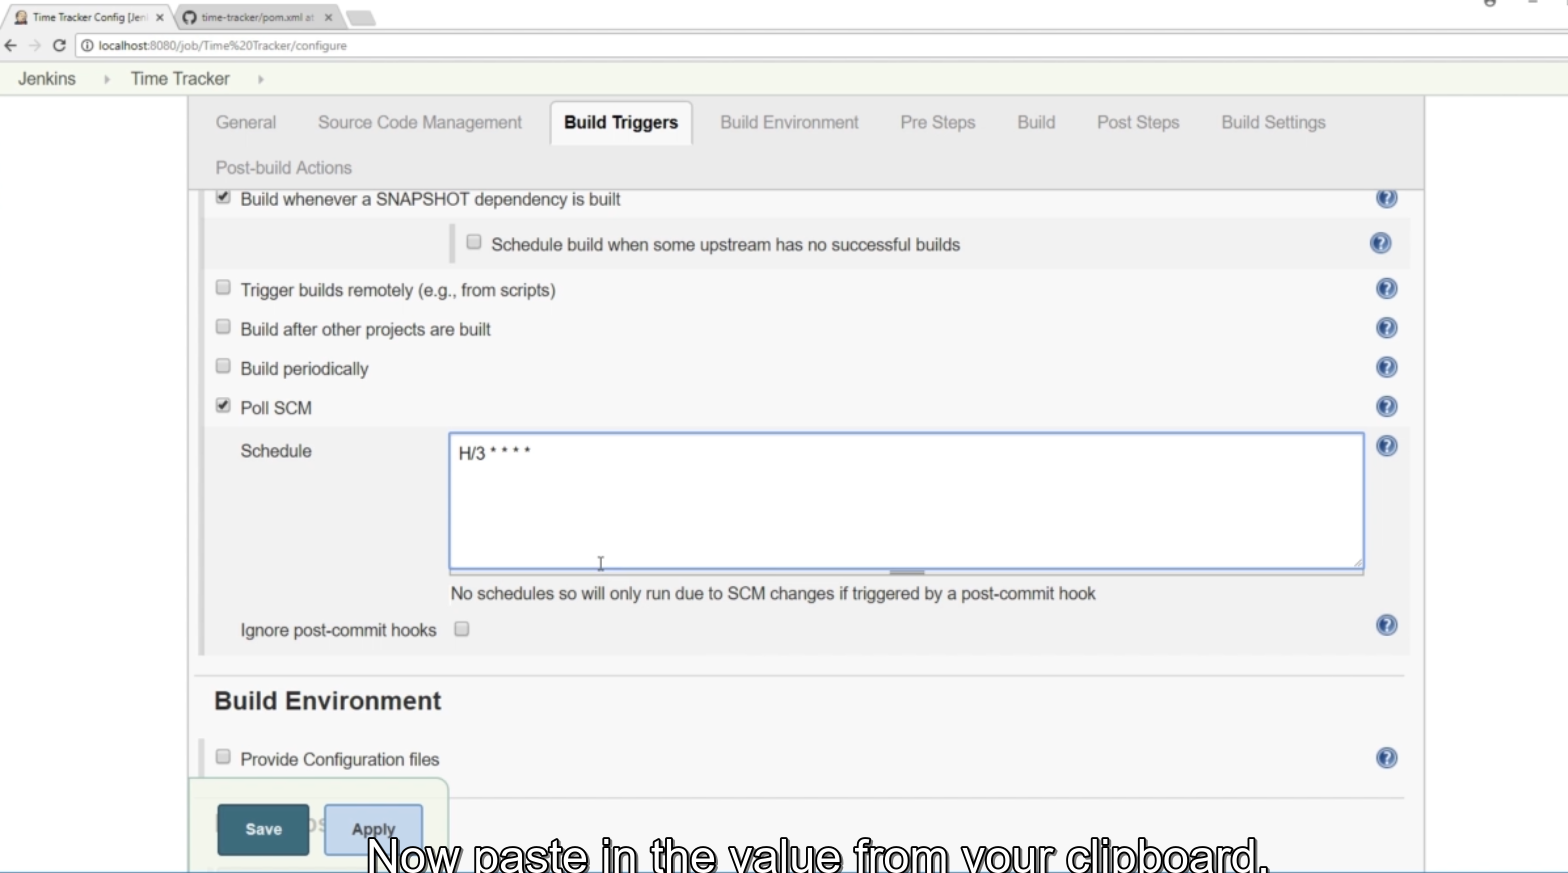 Time Tracker Config [Jen
time-tracker/pom.xml at
localhost:8080/job/Time%20Tracker/configure
Jenkins Time Tracker
General Source Code Management Build Triggers Build Environment Pre Steps Build Post Steps Build Settings
Post-build Actions
Build whenever a SNAPSHOT dependency is built
Schedule build when some upstream has no successful builds
Trigger builds remotely (e.g., from scripts)
Build after other projects are built
Build periodically
Poll SCM
Schedule
H/3 * * * *
No schedules so will only run due to SCM changes if triggered by a post-commit hook
Ignore post-commit hooks
Build Environment
Provide Configuration files
Save Apply
Now paste in the value from your clipboard.